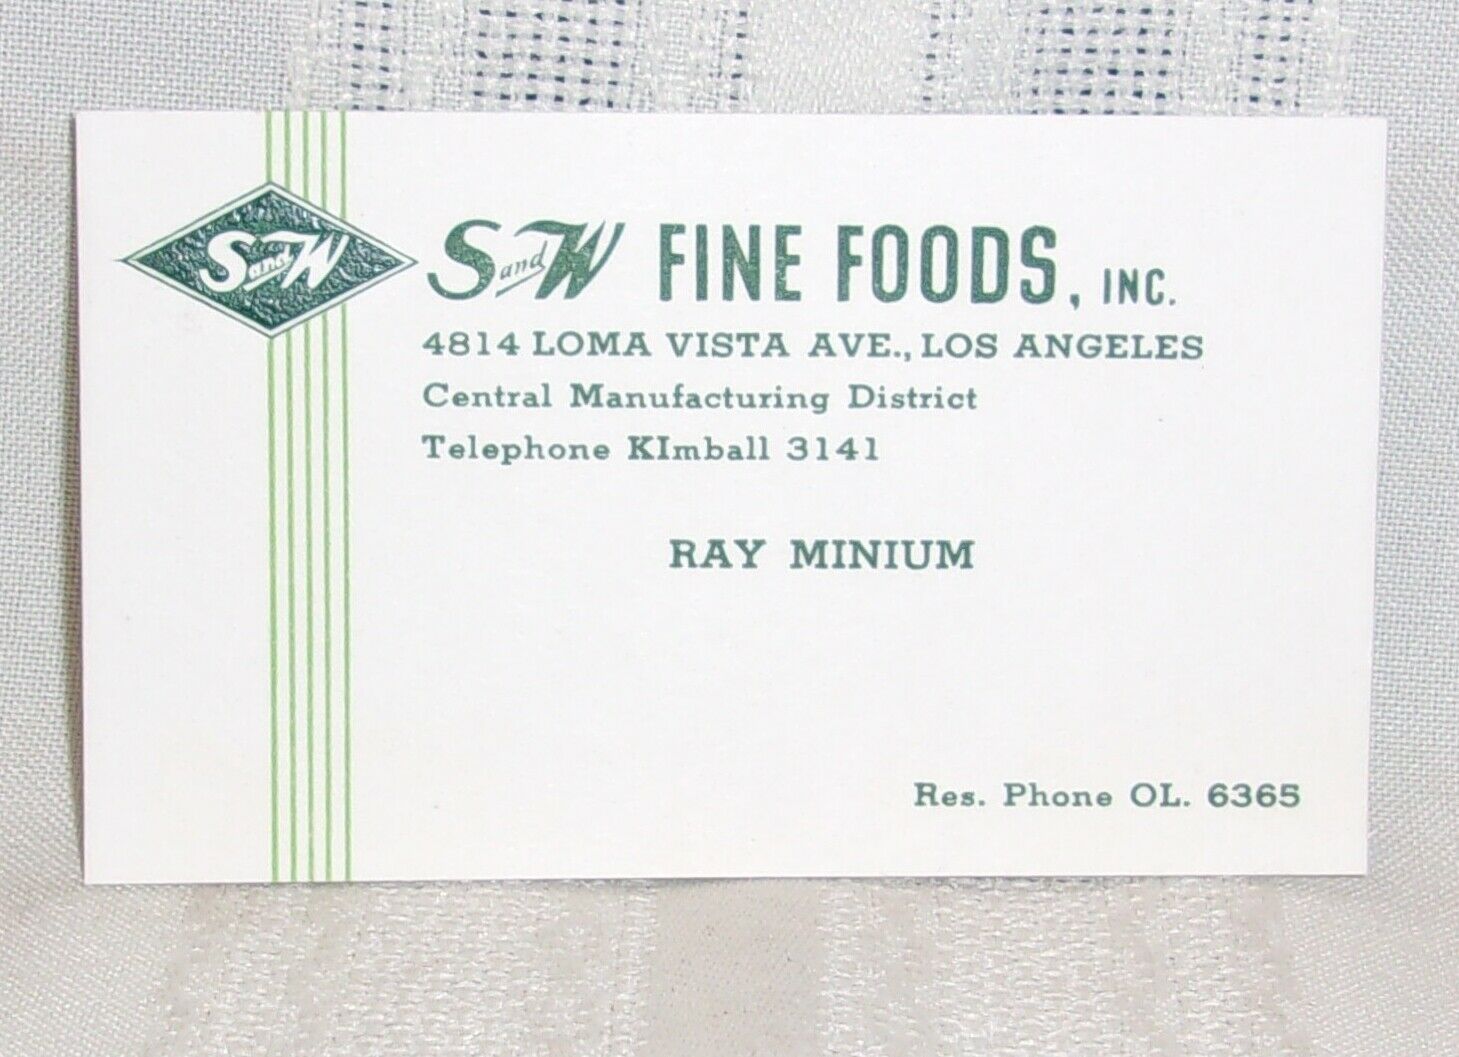 S and W
S and W FINE FOODS, INC.
4814 LOMA VISTA AVE., LOS ANGELES
Central Manufacturing District
Telephone KImball 3141
RAY MINIUM
Res. Phone OL. 6365